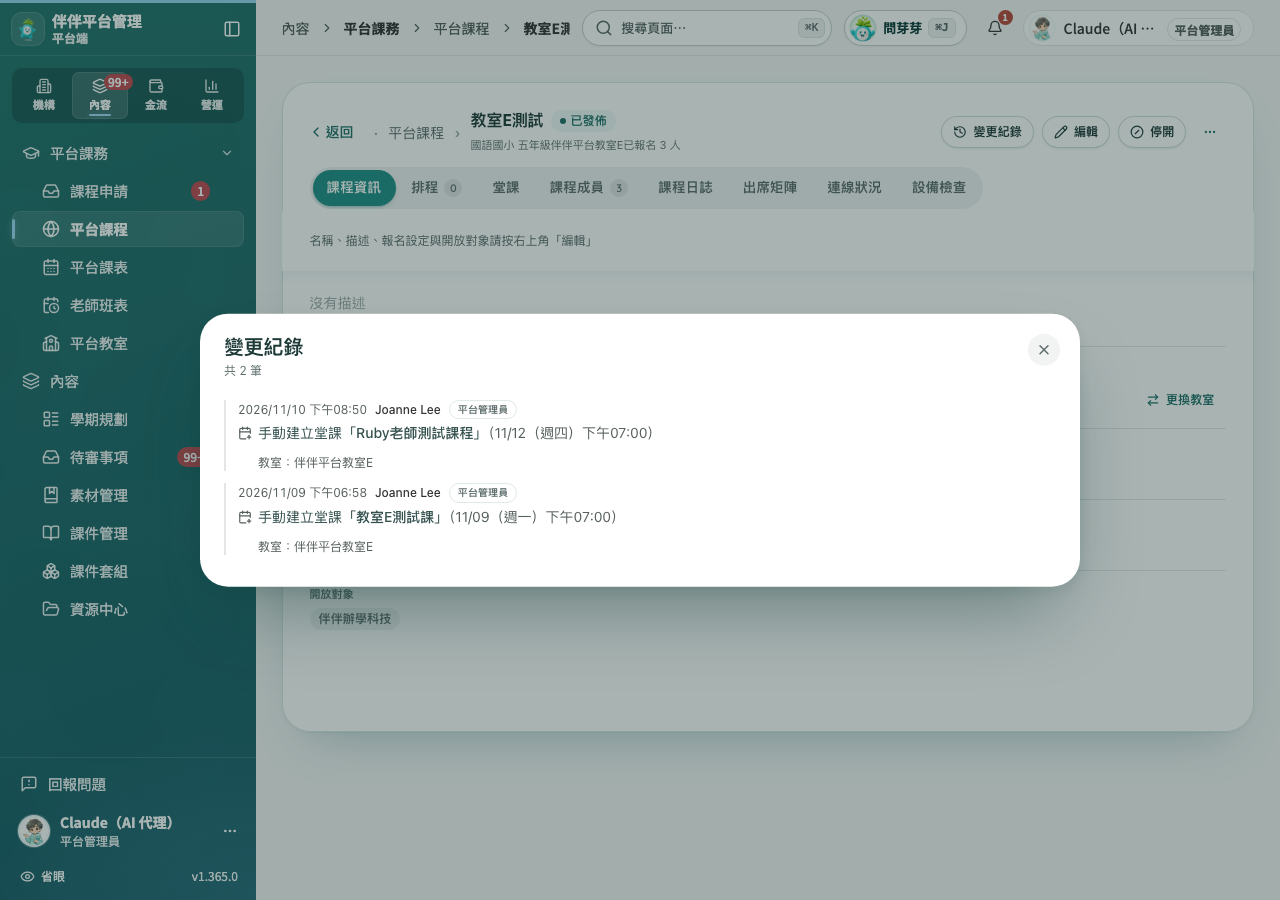 伴伴平台管理
平台端
機構
99+
內容
金流
營運
平台課務
課程申請
1
平台課程
平台課表
老師班表
平台教室
內容
學期規劃
待審事項
99+
素材管理
課件管理
課件套組
資源中心
回報問題
Claude（AI 代理）
平台管理員
省眼
v1.365.0
內容 › 平台課務 › 平台課程 › 教室E測
搜尋頁面… ⌘K
問芽芽 ⌘J
1
Claude（AI … 平台管理員
返回 · 平台課程 › 教室E測試 已發佈
國語國小 五年級伴伴平台教室E已報名 3 人
變更紀錄
編輯
停開
課程資訊 排程 0 堂課 課程成員 3 課程日誌 出席矩陣 連線狀況 設備檢查
名稱、描述、報名設定與開放對象請按右上角「編輯」
沒有描述
更換教室
變更紀錄
共 2 筆
2026/11/10 下午08:50 Joanne Lee 平台管理員
手動建立堂課「Ruby老師測試課程」（11/12（週四）下午07:00）
教室：伴伴平台教室E
2026/11/09 下午06:58 Joanne Lee 平台管理員
手動建立堂課「教室E測試課」（11/09（週一）下午07:00）
教室：伴伴平台教室E
開放對象
伴伴辦學科技